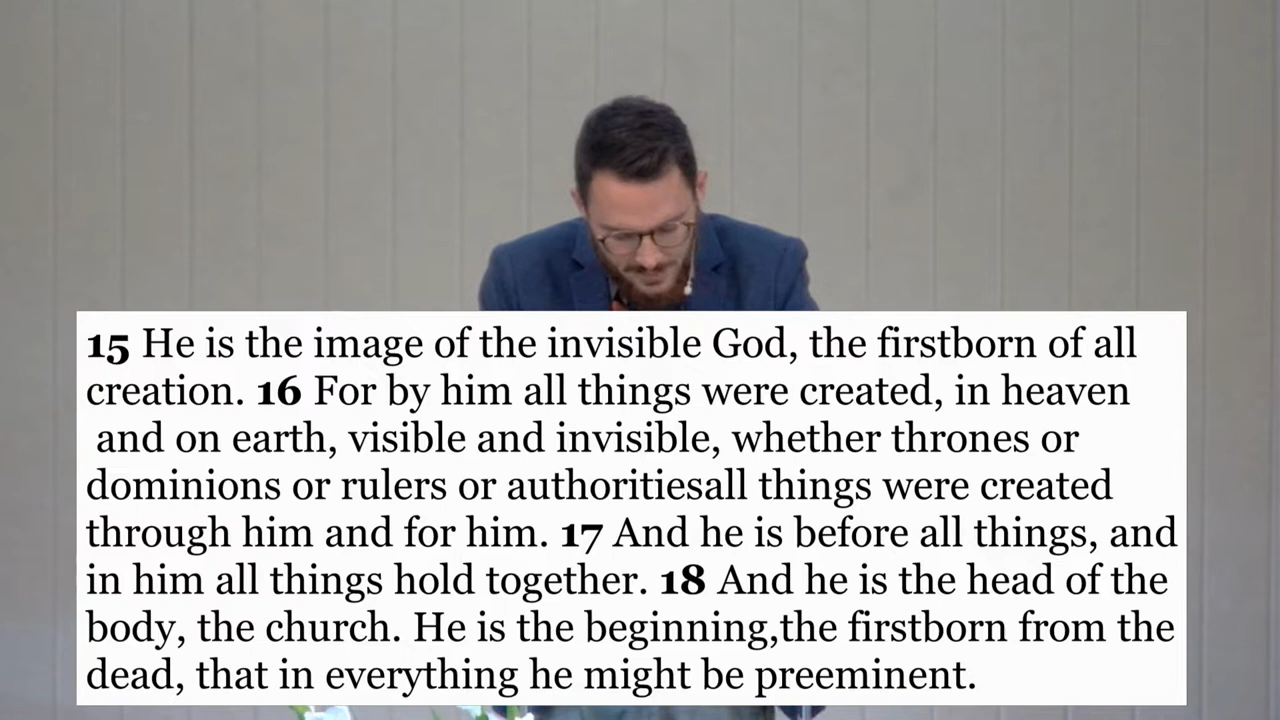 15 He is the image of the invisible God, the firstborn of all
creation. 16 For by him all things were created, in heaven
and on earth, visible and invisible, whether thrones or
dominions or rulers or authoritiesall things were created
through him and for him. 17 And he is before all things, and
in him all things hold together. 18 And he is the head of the
body, the church. He is the beginning,the firstborn from the
dead, that in everything he might be preeminent.